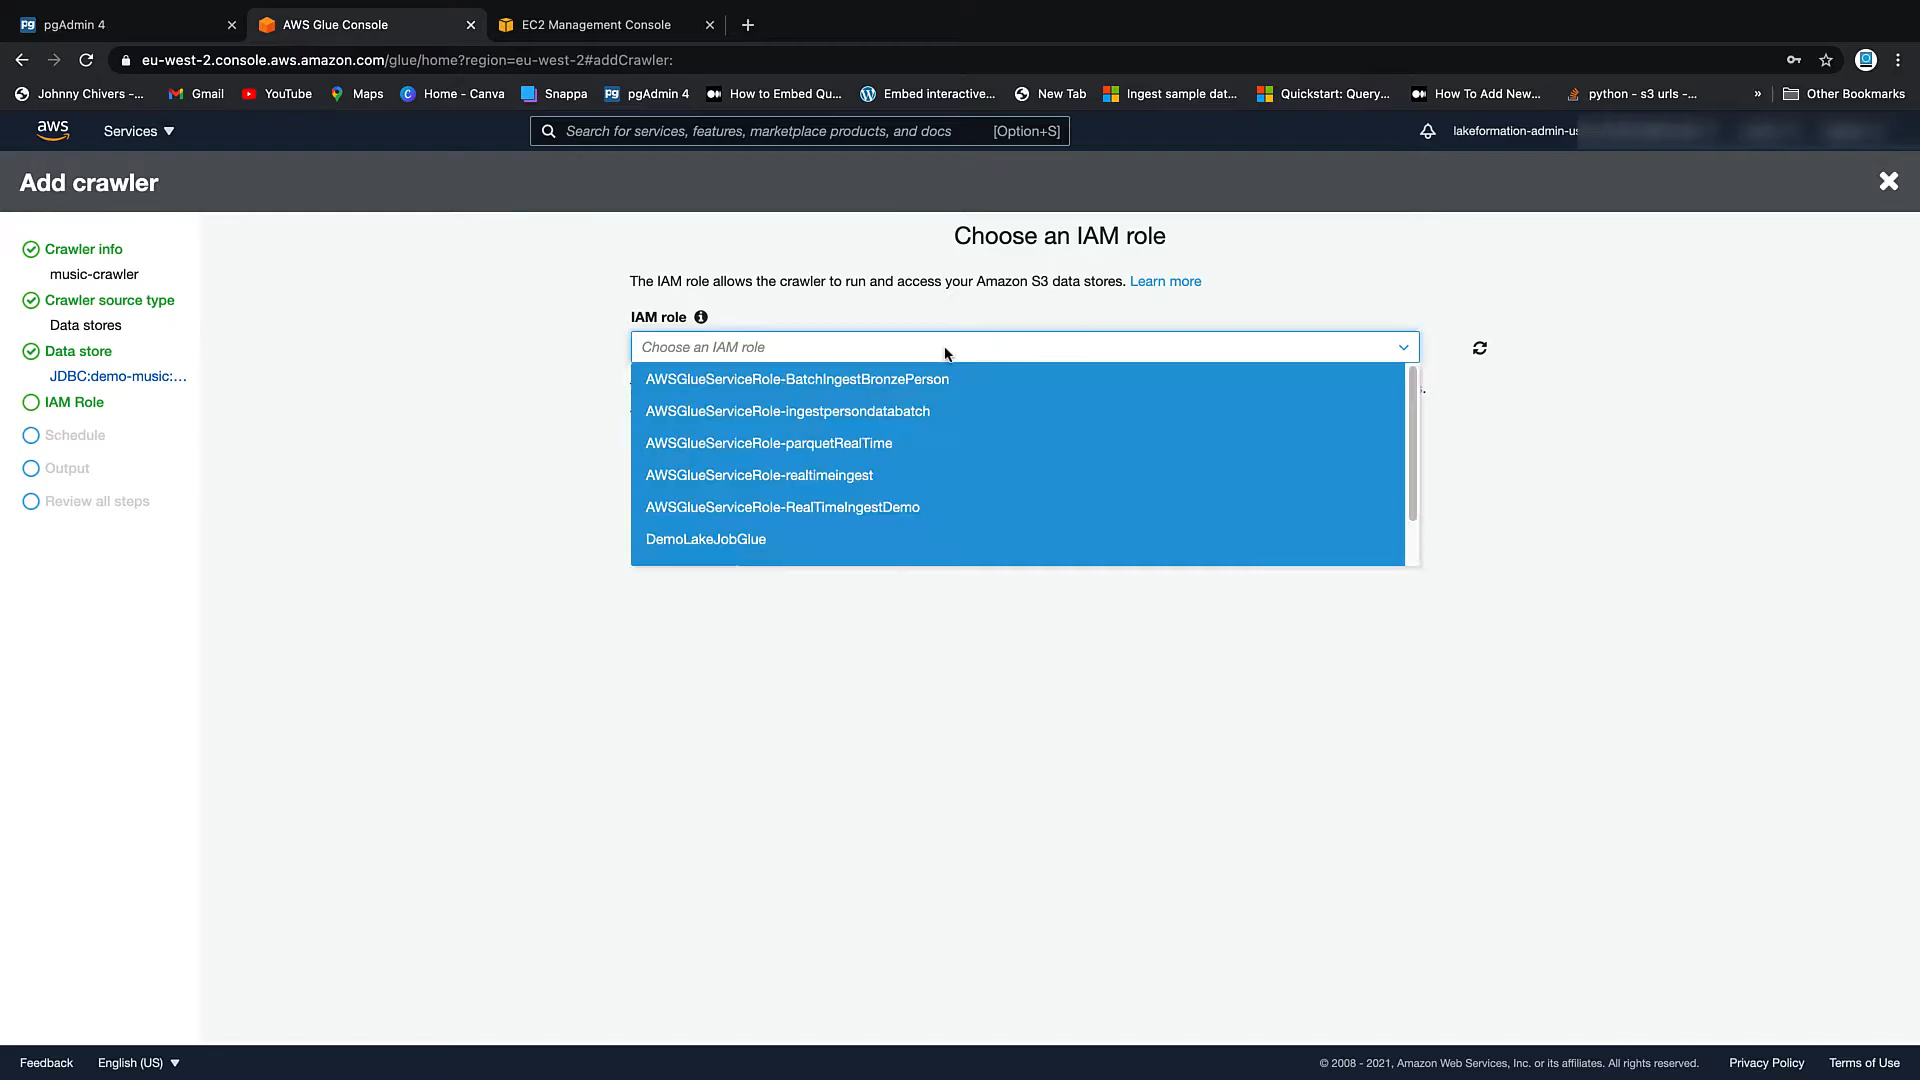 pgAdmin 4
AWS Glue Console
EC2 Management Console
eu-west-2.console.aws.amazon.com/glue/home?region=eu-west-2#addCrawler:
Johnny Chivers -...
Gmail
YouTube
Maps
Home - Canva
Snappa
pgAdmin 4
How to Embed Qu...
Embed interactive...
New Tab
Ingest sample dat...
Quickstart: Query...
How To Add New...
python - s3 urls -...
»
Other Bookmarks
aws
Services
Search for services, features, marketplace products, and docs
[Option+S]
lakeformation-admin-us
Add crawler
Crawler info
music-crawler
Crawler source type
Data stores
Data store
JDBC:demo-music:...
IAM Role
Schedule
Output
Review all steps
Choose an IAM role
The IAM role allows the crawler to run and access your Amazon S3 data stores. Learn more
IAM role
Choose an IAM role
AWSGlueServiceRole-BatchIngestBronzePerson
AWSGlueServiceRole-ingestpersondatabatch
AWSGlueServiceRole-parquetRealTime
AWSGlueServiceRole-realtimeingest
AWSGlueServiceRole-RealTimeIngestDemo
DemoLakeJobGlue
Feedback
English (US)
© 2008 - 2021, Amazon Web Services, Inc. or its affiliates. All rights reserved.
Privacy Policy
Terms of Use